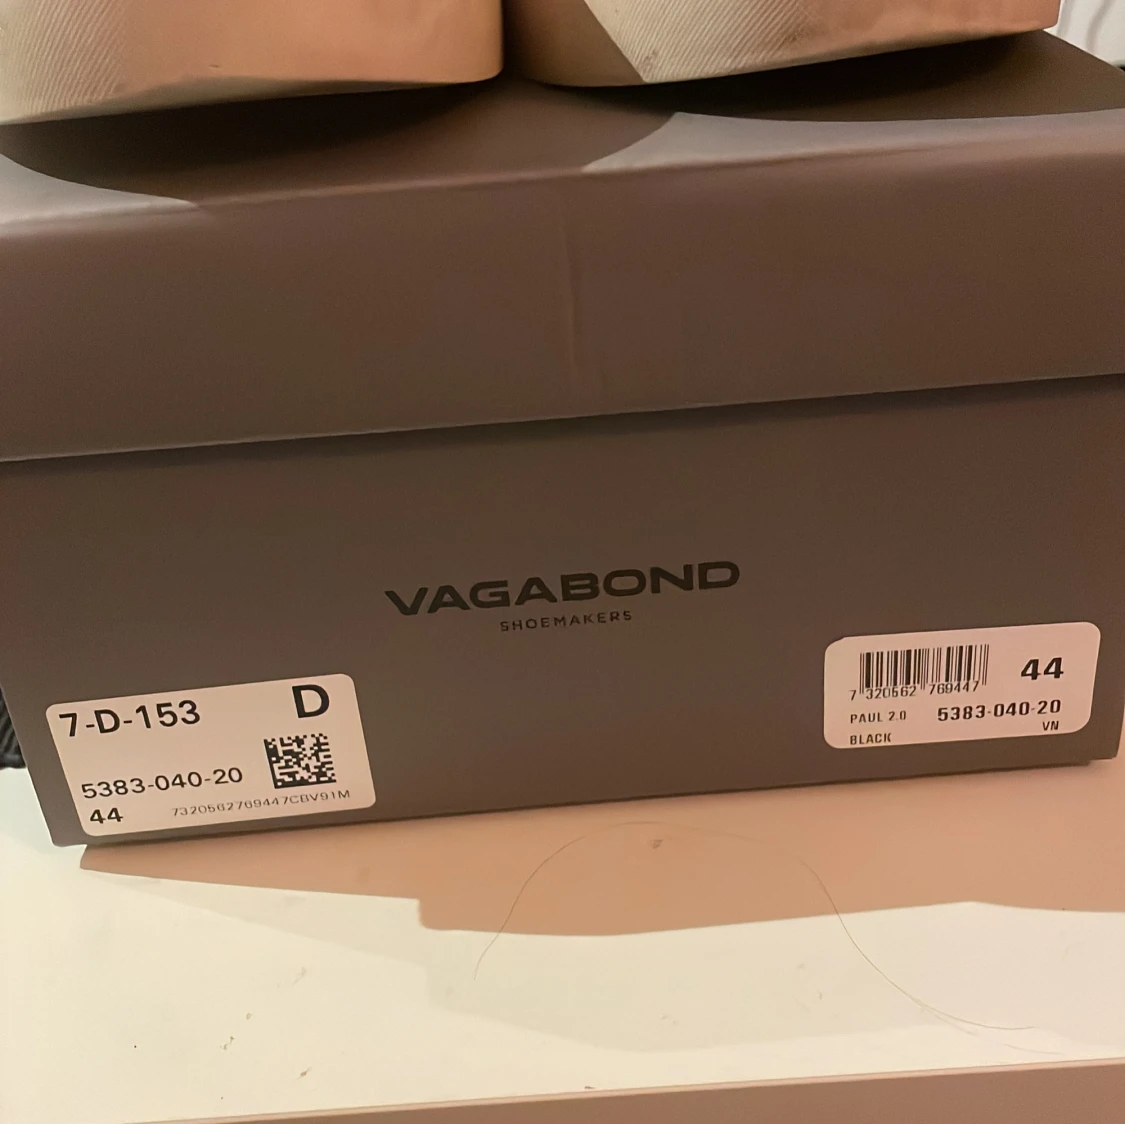 VAGABOND
SHOEMAKERS
7-D-153 D
5383-040-20
44 7320562769447CBV91M
44
7 320562 769447
PAUL 2.0 5383-040-20
BLACK VN